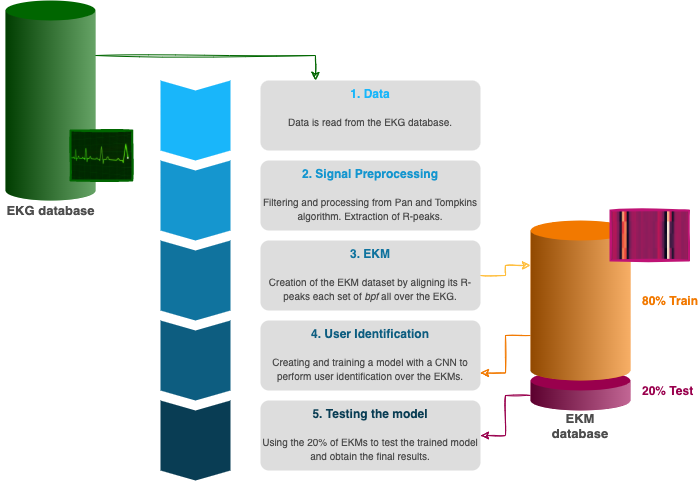 1. Data
Data is read from the EKG database.
EKG database
2. Signal Preprocessing
Filtering and processing from Pan and Tompkins
algorithm. Extraction of R-peaks.
3. EKM
Creation of the EKM dataset by aligning its R-
peaks each set of bpf all over the EKG.
80% Train
4. User Identification
Creating and training a model with a CNN to
perform user identification over the EKMs.
20% Test
EKM
database
5. Testing the model
Using the 20% of EKMs to test the trained model
and obtain the final results.